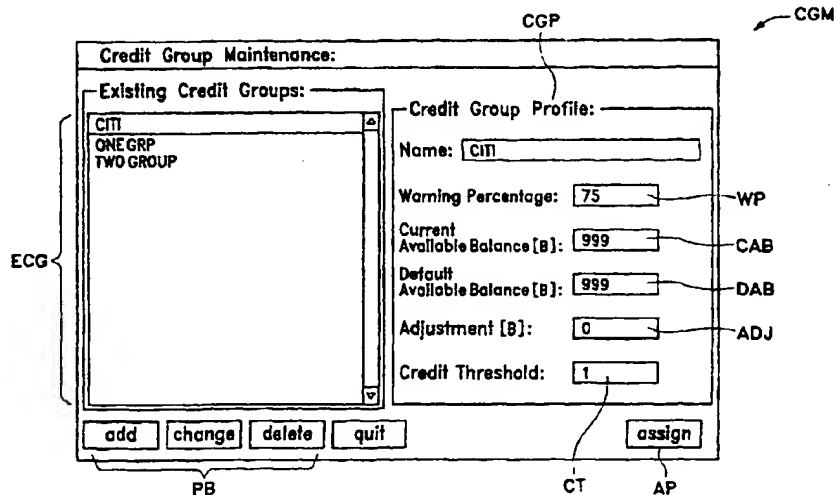 CGM
CGP
Credit Group Maintenance:
Existing Credit Groups:
CITI
ONE GRP
TWO GROUP
ECG
Credit Group Profile:
Name: CITI
Warning Percentage: 75 WP
Current
Available Balance [B]: 999 CAB
Default
Available Balance [B]: 999 DAB
Adjustment [B]: 0 ADJ
Credit Threshold: 1
add change delete quit assign
PB CT AP